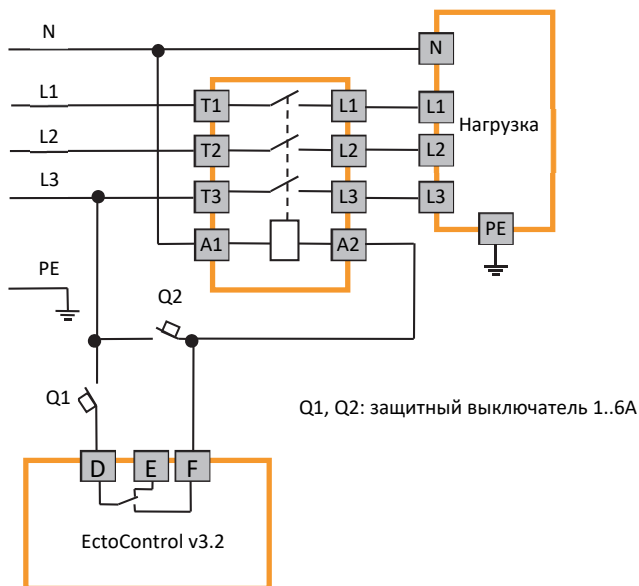 N
N
L1
T1
L1
L1
Нагрузка
L2
T2
L2
L2
L3
T3
L3
L3
A1
A2
PE
PE
Q2
Q1
Q1, Q2: защитный выключатель 1..6А
D
E
F
EctoControl v3.2